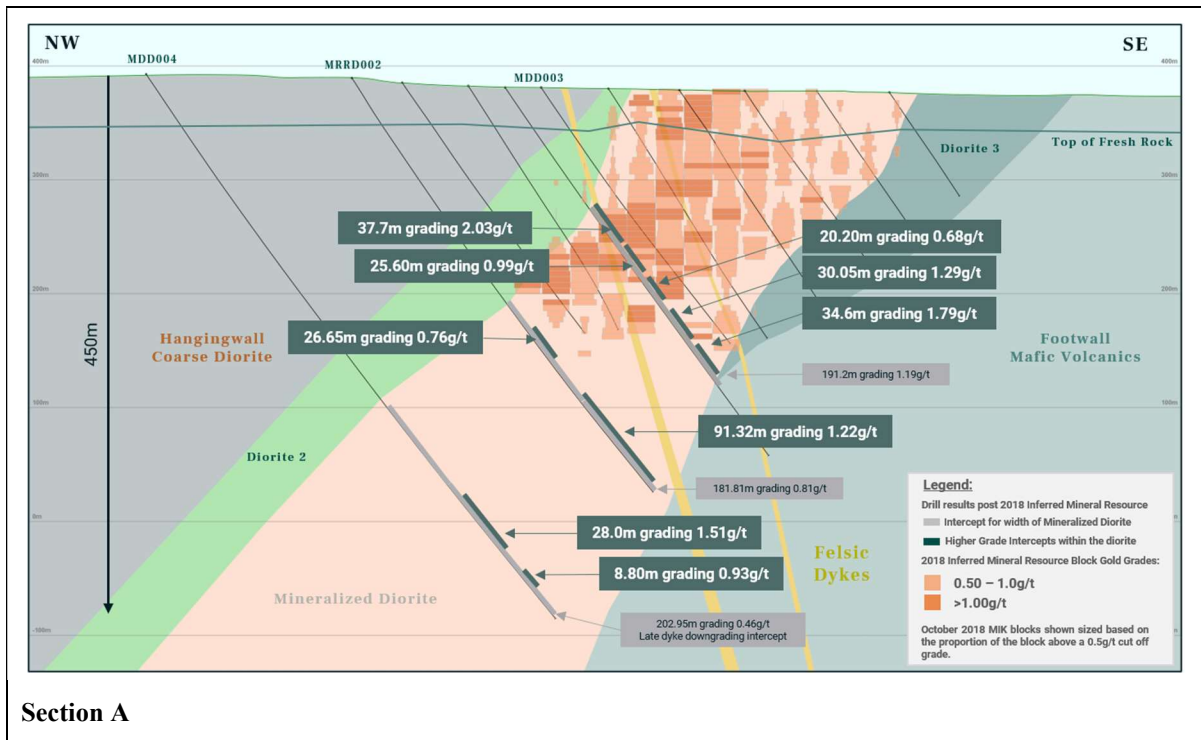 NW
SE
MDD004
MRRD002
MDD003
400m
400m
Top of Fresh Rock
Diorite 3
300m
300m
37.7m grading 2.03g/t
20.20m grading 0.68g/t
25.60m grading 0.99g/t
30.05m grading 1.29g/t
200m
200m
34.6m grading 1.79g/t
26.65m grading 0.76g/t
Hangingwall
Coarse Diorite
Footwall
Mafic Volcanics
450m
191.2m grading 1.19g/t
100m
100m
91.32m grading 1.22g/t
Diorite 2
181.81m grading 0.81g/t
0m
28.0m grading 1.51g/t
8.80m grading 0.93g/t
Felsic
Dykes
Mineralized Diorite
202.95m grading 0.46g/t
Late dyke downgrading intercept
-100m
Legend:
Drill results post 2018 Inferred Mineral Resource
Intercept for width of Mineralized Diorite
Higher Grade Intercepts within the diorite
2018 Inferred Mineral Resource Block Gold Grades:
0.50 – 1.0g/t
>1.00g/t
October 2018 MIK blocks shown sized based on
the proportion of the block above a 0.5g/t cut off
grade.
Section A